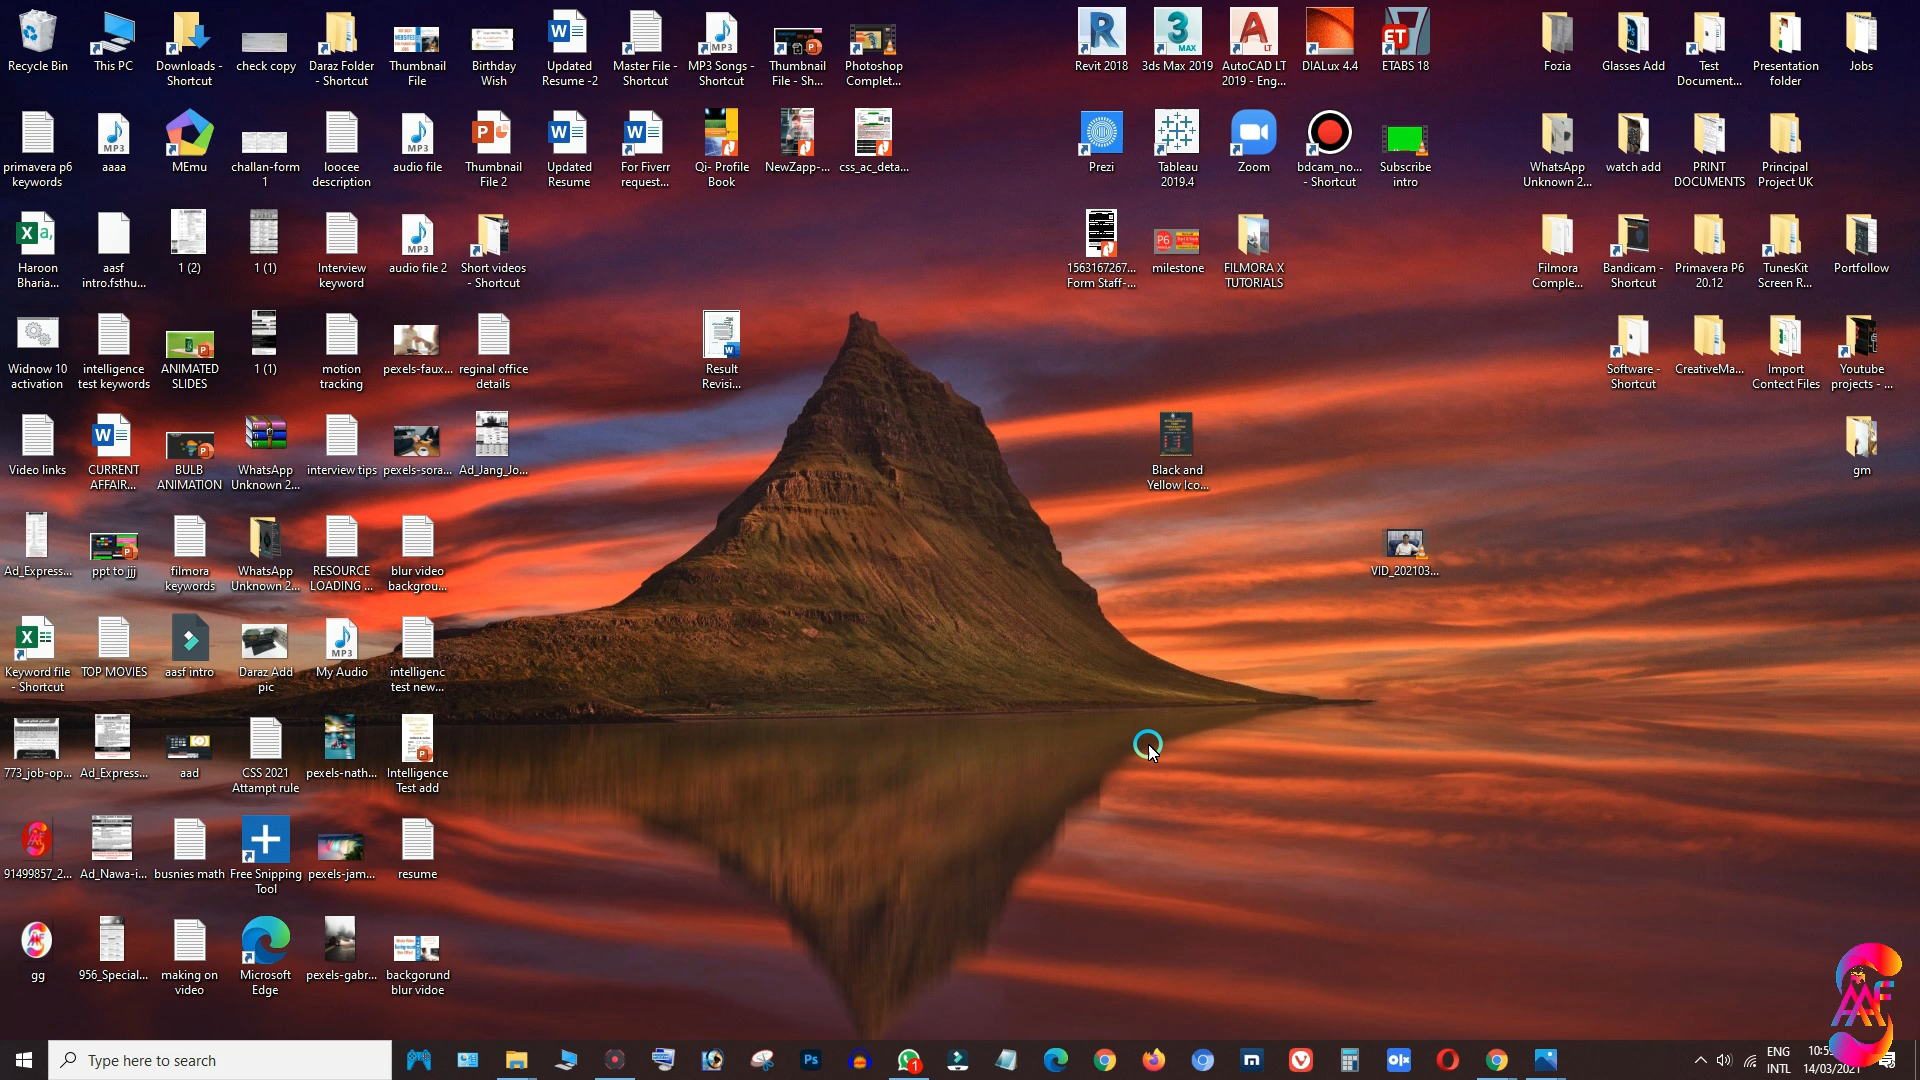 Recycle Bin
This PC
Downloads -
Shortcut
check copy
Daraz Folder
- Shortcut
Thumbnail
File
Birthday
Wish
Updated
Resume -2
Master File -
Shortcut
MP3 Songs -
Shortcut
Thumbnail
File - Sh...
Photoshop
Complet...
Revit 2018
3ds Max 2019
AutoCAD LT
2019 - Eng...
DIALux 4.4
ETABS 18
Fozia
Glasses Add
Test
Document...
Presentation
folder
Jobs
primavera p6
keywords
aaaa
MEmu
challan-form
1
loocee
description
audio file
Thumbnail
File 2
Updated
Resume
For Fiverr
request...
Qi- Profile
Book
NewZapp-...
css_ac_deta...
Prezi
Tableau
2019.4
Zoom
bdcam_no...
- Shortcut
Subscribe
intro
WhatsApp
Unknown 2...
watch add
PRINT
DOCUMENTS
Principal
Project UK
Haroon
Bharia...
aasf
intro.fsthu...
1 (2)
1 (1)
Interview
keyword
audio file 2
Short videos
- Shortcut
1563167267...
Form Staff-...
milestone
FILMORA X
TUTORIALS
Filmora
Comple...
Bandicam -
Shortcut
Primavera P6
20.12
TunesKit
Screen R...
Portfollow
Widnow 10
activation
intelligence
test keywords
ANIMATED
SLIDES
1 (1)
motion
tracking
pexels-faux...
reginal office
details
Result
Revisi...
Software -
Shortcut
CreativeMa...
Import
Contect Files
Youtube
projects - ...
Video links
CURRENT
AFFAIR...
BULB
ANIMATION
WhatsApp
Unknown 2...
interview tips
pexels-sora...
Ad_Jang_Jo...
Black and
Yellow Ico...
gm
Ad_Express...
ppt to jjj
filmora
keywords
WhatsApp
Unknown 2...
RESOURCE
LOADING ...
blur video
backgrou...
VID_202103...
Keyword file
- Shortcut
TOP MOVIES
aasf intro
Daraz Add
pic
My Audio
intelligenc
test new...
773_job-op...
Ad_Express...
aad
CSS 2021
Attampt rule
pexels-nath...
Intelligence
Test add
91499857_2...
Ad_Nawa-i...
busnies math
Free Snipping
Tool
pexels-jam...
resume
gg
956_Special...
making on
video
Microsoft
Edge
pexels-gabr...
backgorund
blur vidoe
Type here to search
ENG
INTL
14/03/2021